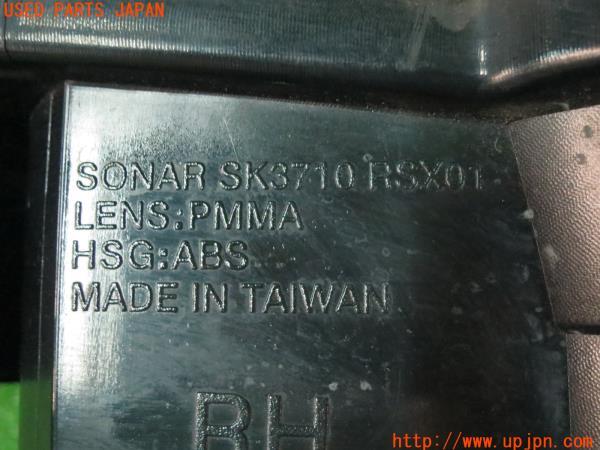 USED PARTS JAPAN
SONAR SK3710 RSX01
LENS:PMMA
HSG:ABS
MADE IN TAIWAN
RH
http://www.upjpn.com/